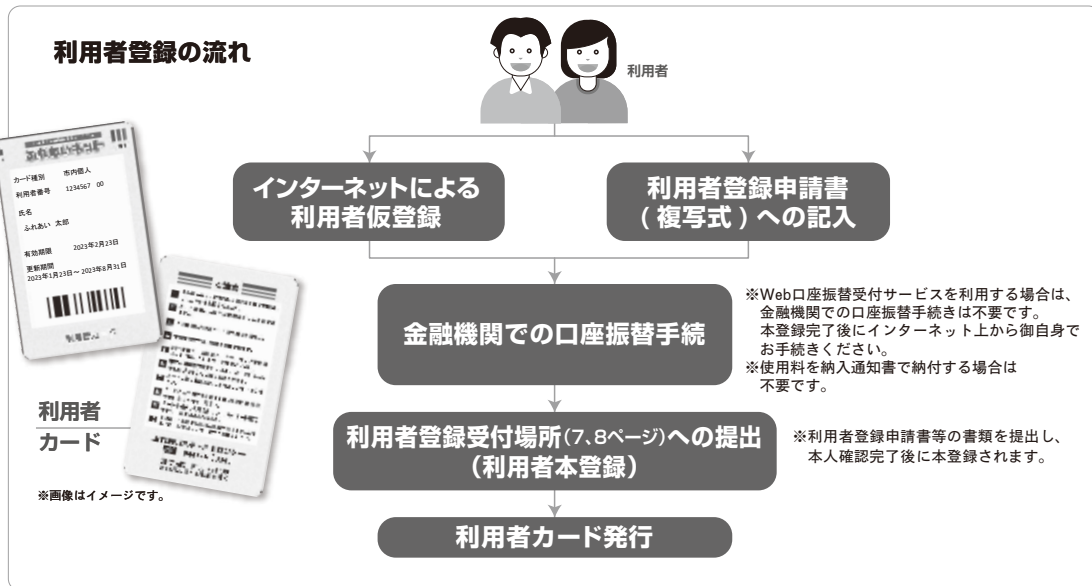 利用者登録の流れ
利用者
カード種別 市内個人
利用者番号 1234567 00
氏名
ふれあい 太郎
有効期限 2023年2月23日
更新期間
2023年1月23日～2023年8月31日
インターネットによる
利用者仮登録
利用者登録申請書
(複写式)への記入
金融機関での口座振替手続
※Web口座振替受付サービスを利用する場合は、
金融機関での口座振替手続きは不要です。
本登録完了後にインターネット上から御自身で
お手続きください。
※使用料を納入通知書で納付する場合は
不要です。
利用者
カード
※画像はイメージです。
利用者登録受付場所(7、8ページ)への提出
(利用者本登録)
※利用者登録申請書等の書類を提出し、
本人確認完了後に本登録されます。
利用者カード発行